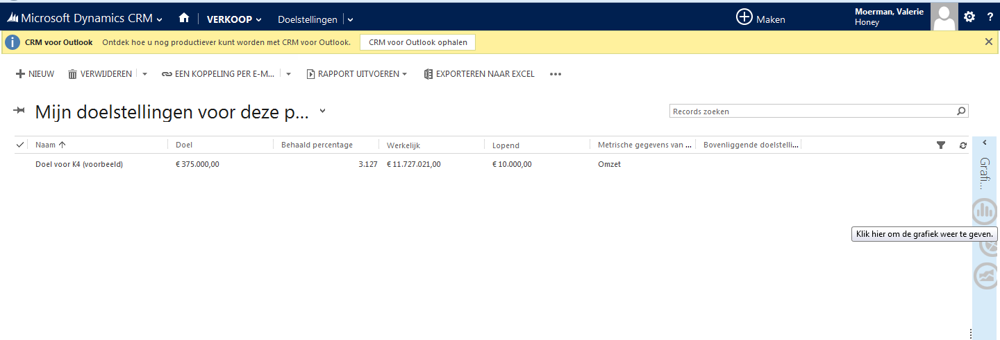 Microsoft Dynamics CRM VERKOOP Doelstellingen Maken Moerman, Valerie
Honey
CRM voor Outlook Ontdek hoe u nog productiever kunt worden met CRM voor Outlook. CRM voor Outlook ophalen
NIEUW VERWIJDEREN EEN KOPPELING PER E-M... RAPPORT UITVOEREN EXPORTEREN NAAR EXCEL
Mijn doelstellingen voor deze p...
Records zoeken
Naam Doel Behaald percentage Werkelijk Lopend Metrische gegevens van ... Bovenliggende doelstelli...
Doel voor K4 (voorbeeld) € 375.000,00 3.127 € 11.727.021,00 € 10.000,00 Omzet
Grafi...
Klik hier om de grafiek weer te geven.